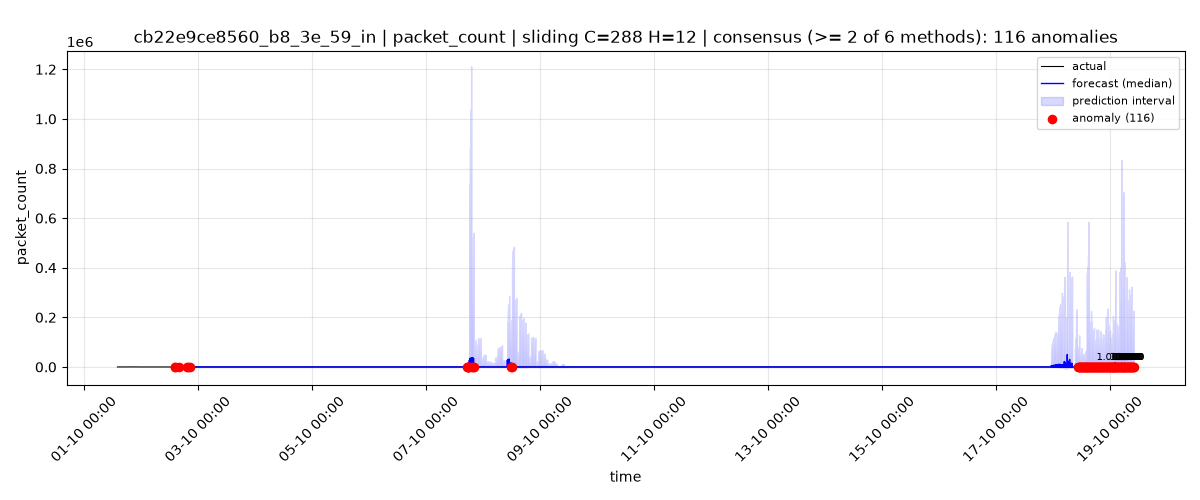 cb22e9ce8560_b8_3e_59_in | packet_count | sliding C=288 H=12 | consensus (>= 2 of 6 methods): 116 anomalies
1e6
1.2
1.0
0.8
0.6
0.4
0.2
0.0
packet_count
actual
forecast (median)
prediction interval
anomaly (116)
1.0
01-10 00:00
03-10 00:00
05-10 00:00
07-10 00:00
09-10 00:00
11-10 00:00
13-10 00:00
15-10 00:00
17-10 00:00
19-10 00:00
time